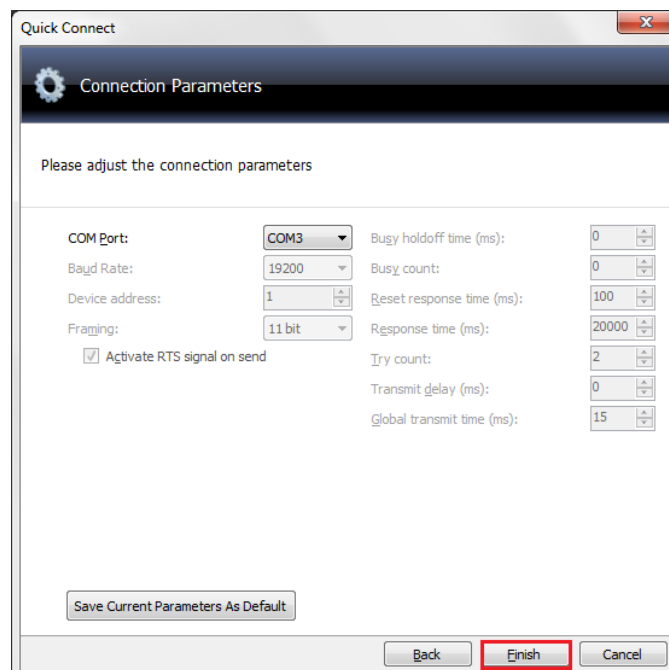 Quick Connect
Connection Parameters
Please adjust the connection parameters
COM Port: COM3
Baud Rate: 19200
Device address: 1
Framing: 11 bit
Activate RTS signal on send
Busy holdoff time (ms): 0
Busy count: 0
Reset response time (ms): 100
Response time (ms): 20000
Try count: 2
Transmit delay (ms): 0
Global transmit time (ms): 15
Save Current Parameters As Default
Back Finish Cancel